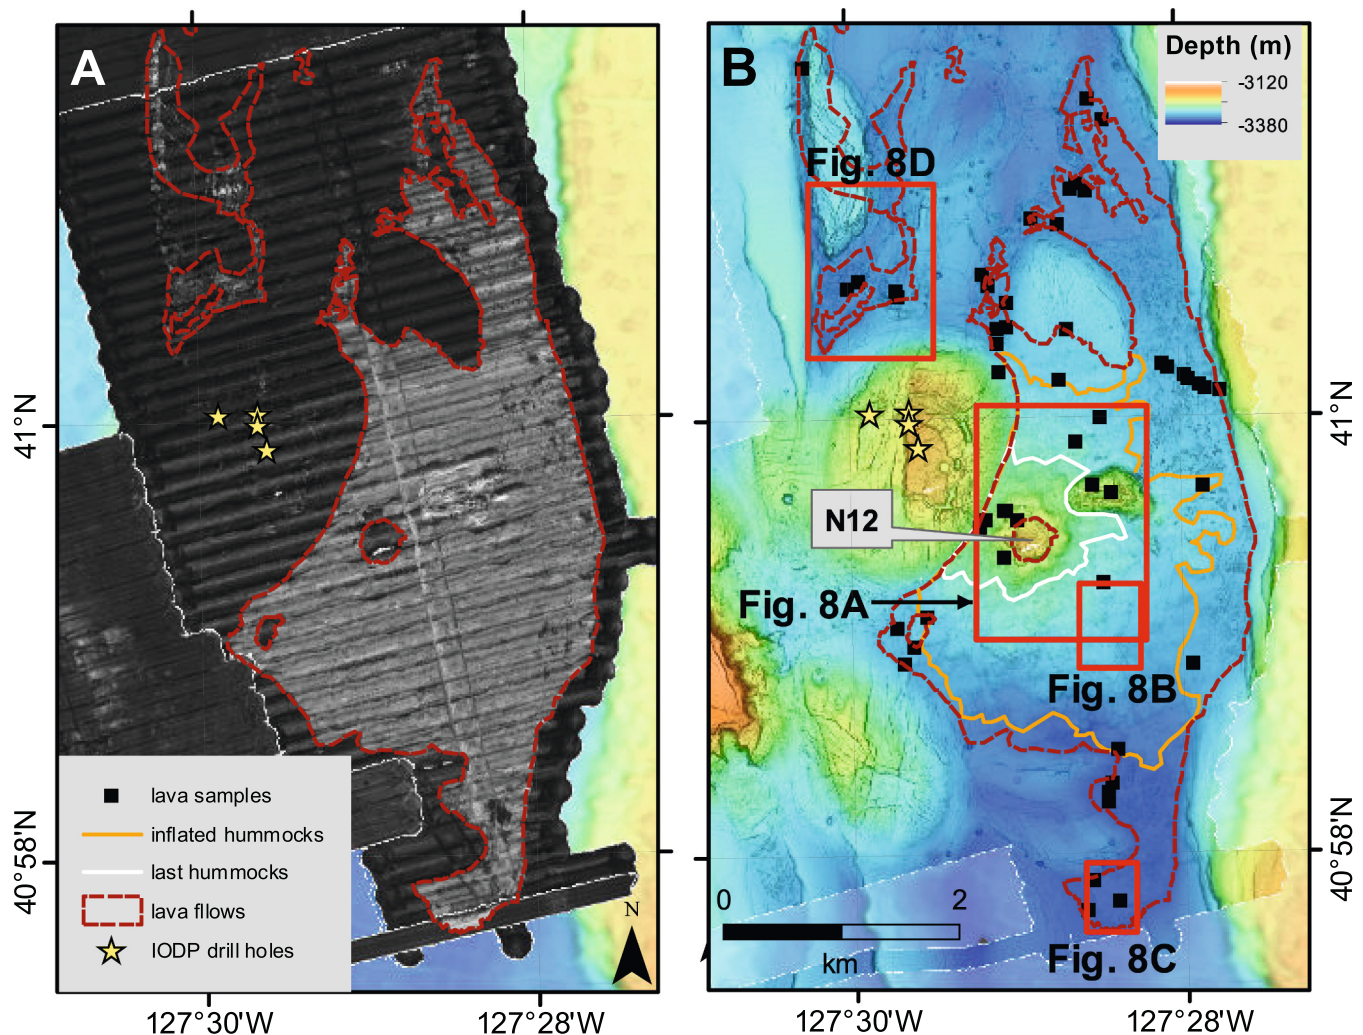 A
B
Depth (m)
-3120
-3380
Fig. 8D
41°N
41°N
N12
Fig. 8A
Fig. 8B
lava samples
inflated hummocks
last hummocks
lava fllows
IODP drill holes
N
0 2
km
Fig. 8C
40°58'N
40°58'N
127°30'W
127°28'W
127°30'W
127°28'W